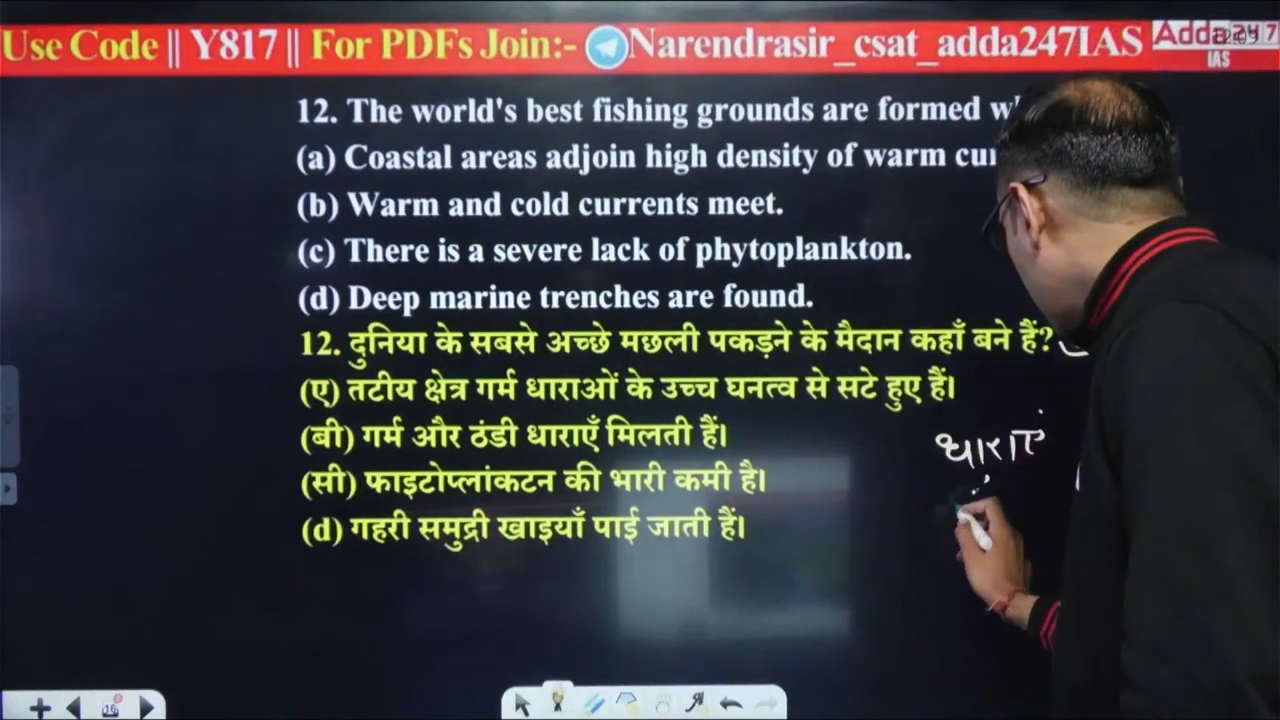 Use Code || Y817 || For PDFs Join:- Narendrasir_csat_adda247IAS Adda247
IAS
12. The world's best fishing grounds are formed
(a) Coastal areas adjoin high density of warm
(b) Warm and cold currents meet.
(c) There is a severe lack of phytoplankton.
(d) Deep marine trenches are found.
12. दुनिया के सबसे अच्छे मछली पकड़ने के मैदान कहाँ बने हैं?
(ए) तटीय क्षेत्र गर्म धाराओं के उच्च घनत्व से सटे हुए हैं।
(बी) गर्म और ठंडी धाराएँ मिलती हैं।
धाराएं
(सी) फाइटोप्लांकटन की भारी कमी है।
(d) गहरी समुद्री खाइयाँ पाई जाती हैं।
16